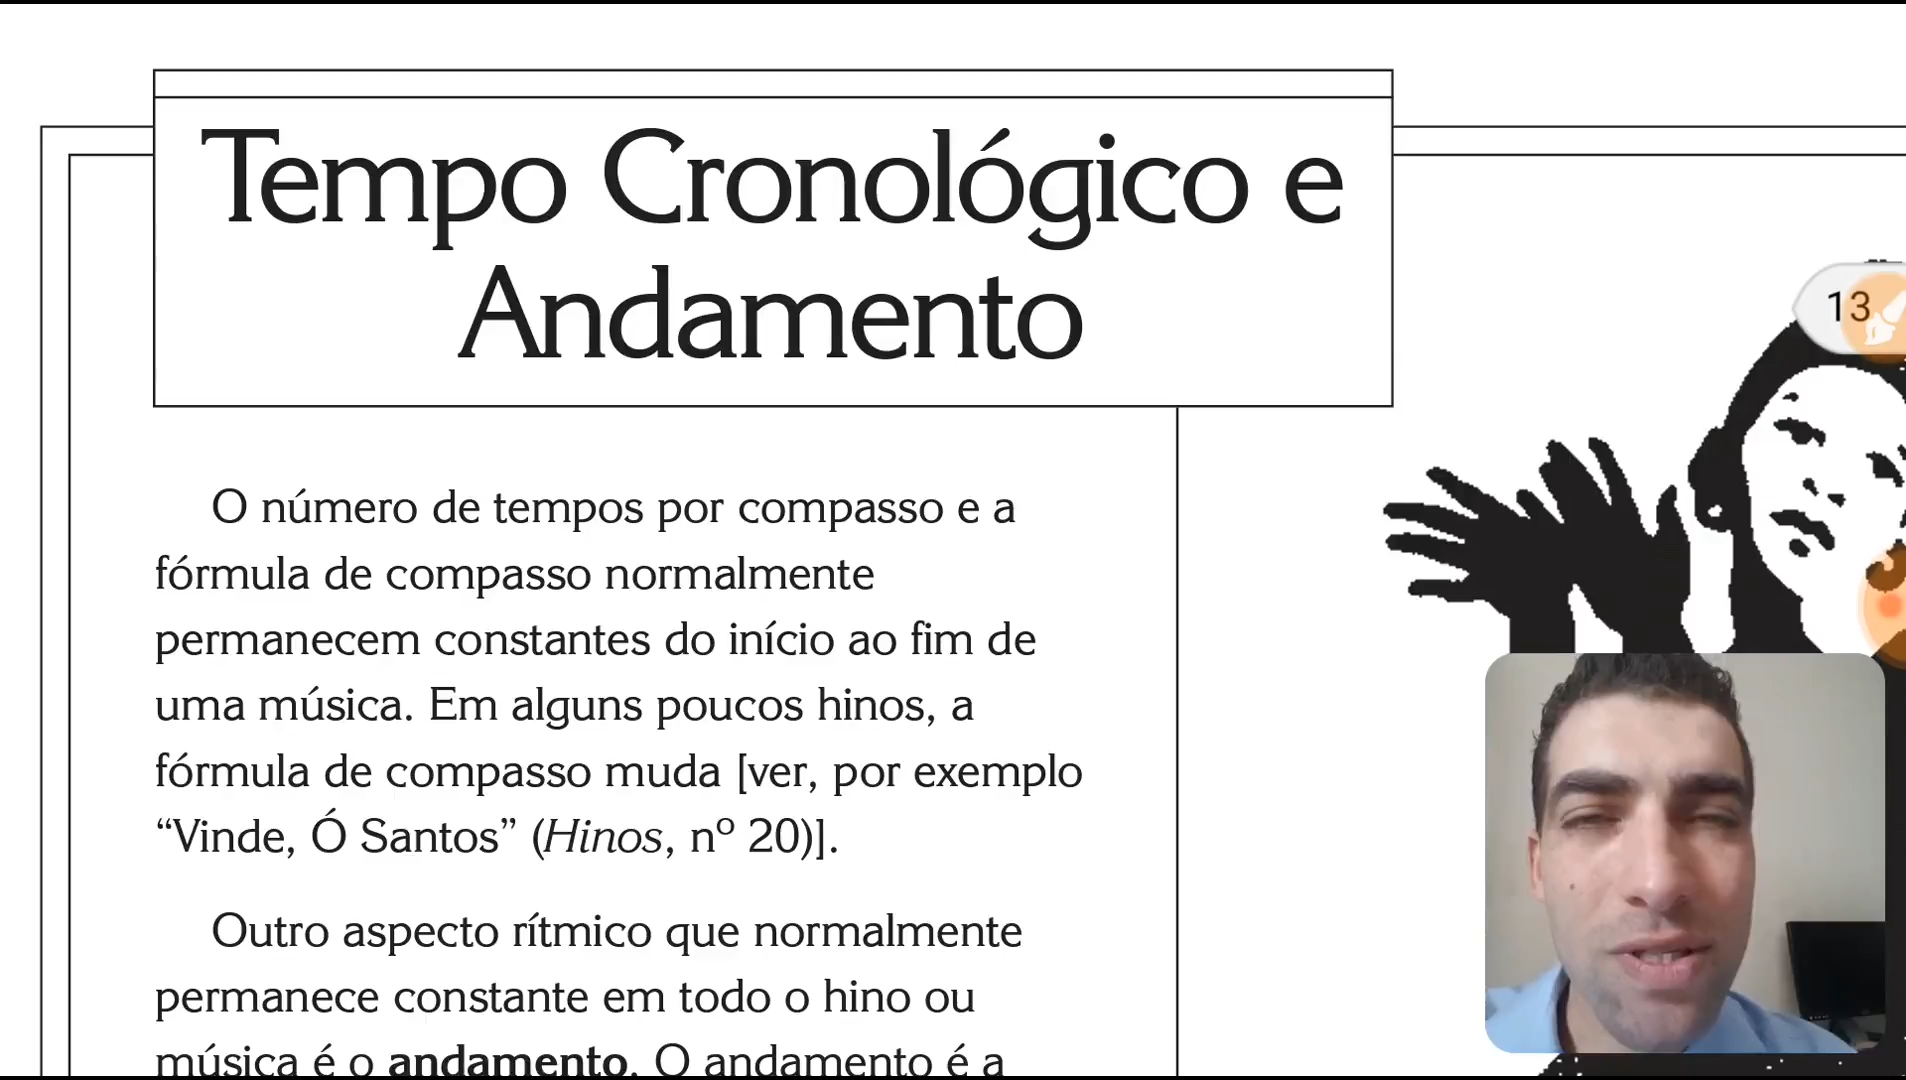 Tempo Cronológico e
Andamento
13
O número de tempos por compasso e a
fórmula de compasso normalmente
permanecem constantes do início ao fim de
uma música. Em alguns poucos hinos, a
fórmula de compasso muda [ver, por exemplo
“Vinde, Ó Santos” (Hinos, nº 20)].
Outro aspecto rítmico que normalmente
permanece constante em todo o hino ou
música é o andamento. O andamento é a